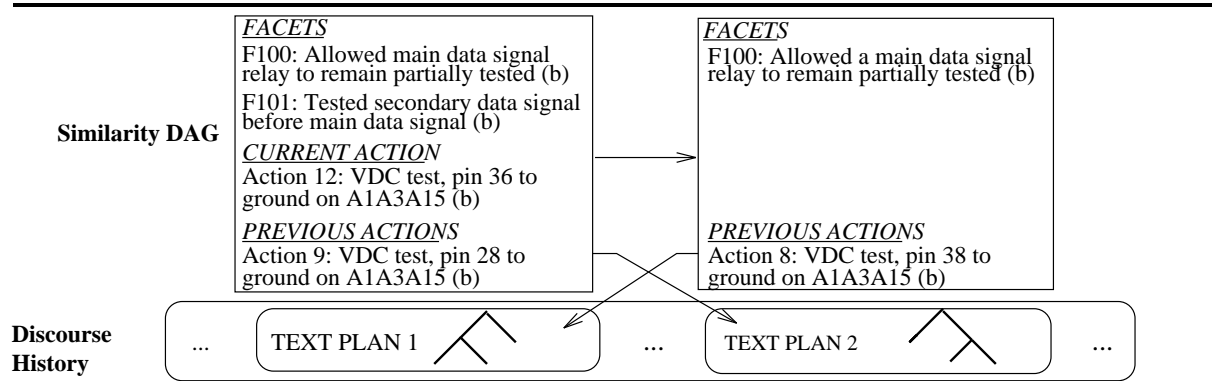 FACETS
F100: Allowed main data signal
relay to remain partially tested (b)
F101: Tested secondary data signal
before main data signal (b)
CURRENT ACTION
Action 12: VDC test, pin 36 to
ground on A1A3A15 (b)
PREVIOUS ACTIONS
Action 9: VDC test, pin 28 to
ground on A1A3A15 (b)
FACETS
F100: Allowed a main data signal
relay to remain partially tested (b)
PREVIOUS ACTIONS
Action 8: VDC test, pin 38 to
ground on A1A3A15 (b)
Similarity DAG
Discourse
History
...
TEXT PLAN 1
...
TEXT PLAN 2
...